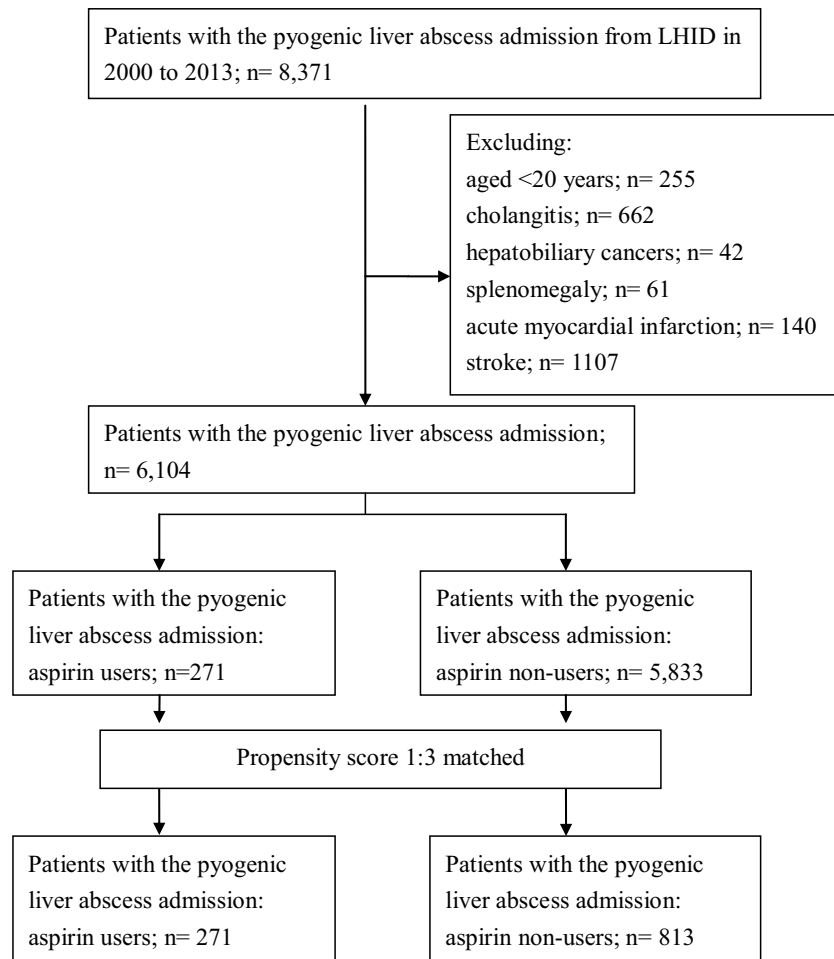 Patients with the pyogenic liver abscess admission from LHID in
2000 to 2013; n= 8,371
Excluding:
aged <20 years; n= 255
cholangitis; n= 662
hepatobiliary cancers; n= 42
splenomegaly; n= 61
acute myocardial infarction; n= 140
stroke; n= 1107
Patients with the pyogenic liver abscess admission;
n= 6,104
Patients with the pyogenic
liver abscess admission:
aspirin users; n=271
Patients with the pyogenic
liver abscess admission:
aspirin non-users; n= 5,833
Propensity score 1:3 matched
Patients with the pyogenic
liver abscess admission:
aspirin users; n= 271
Patients with the pyogenic
liver abscess admission:
aspirin non-users; n= 813